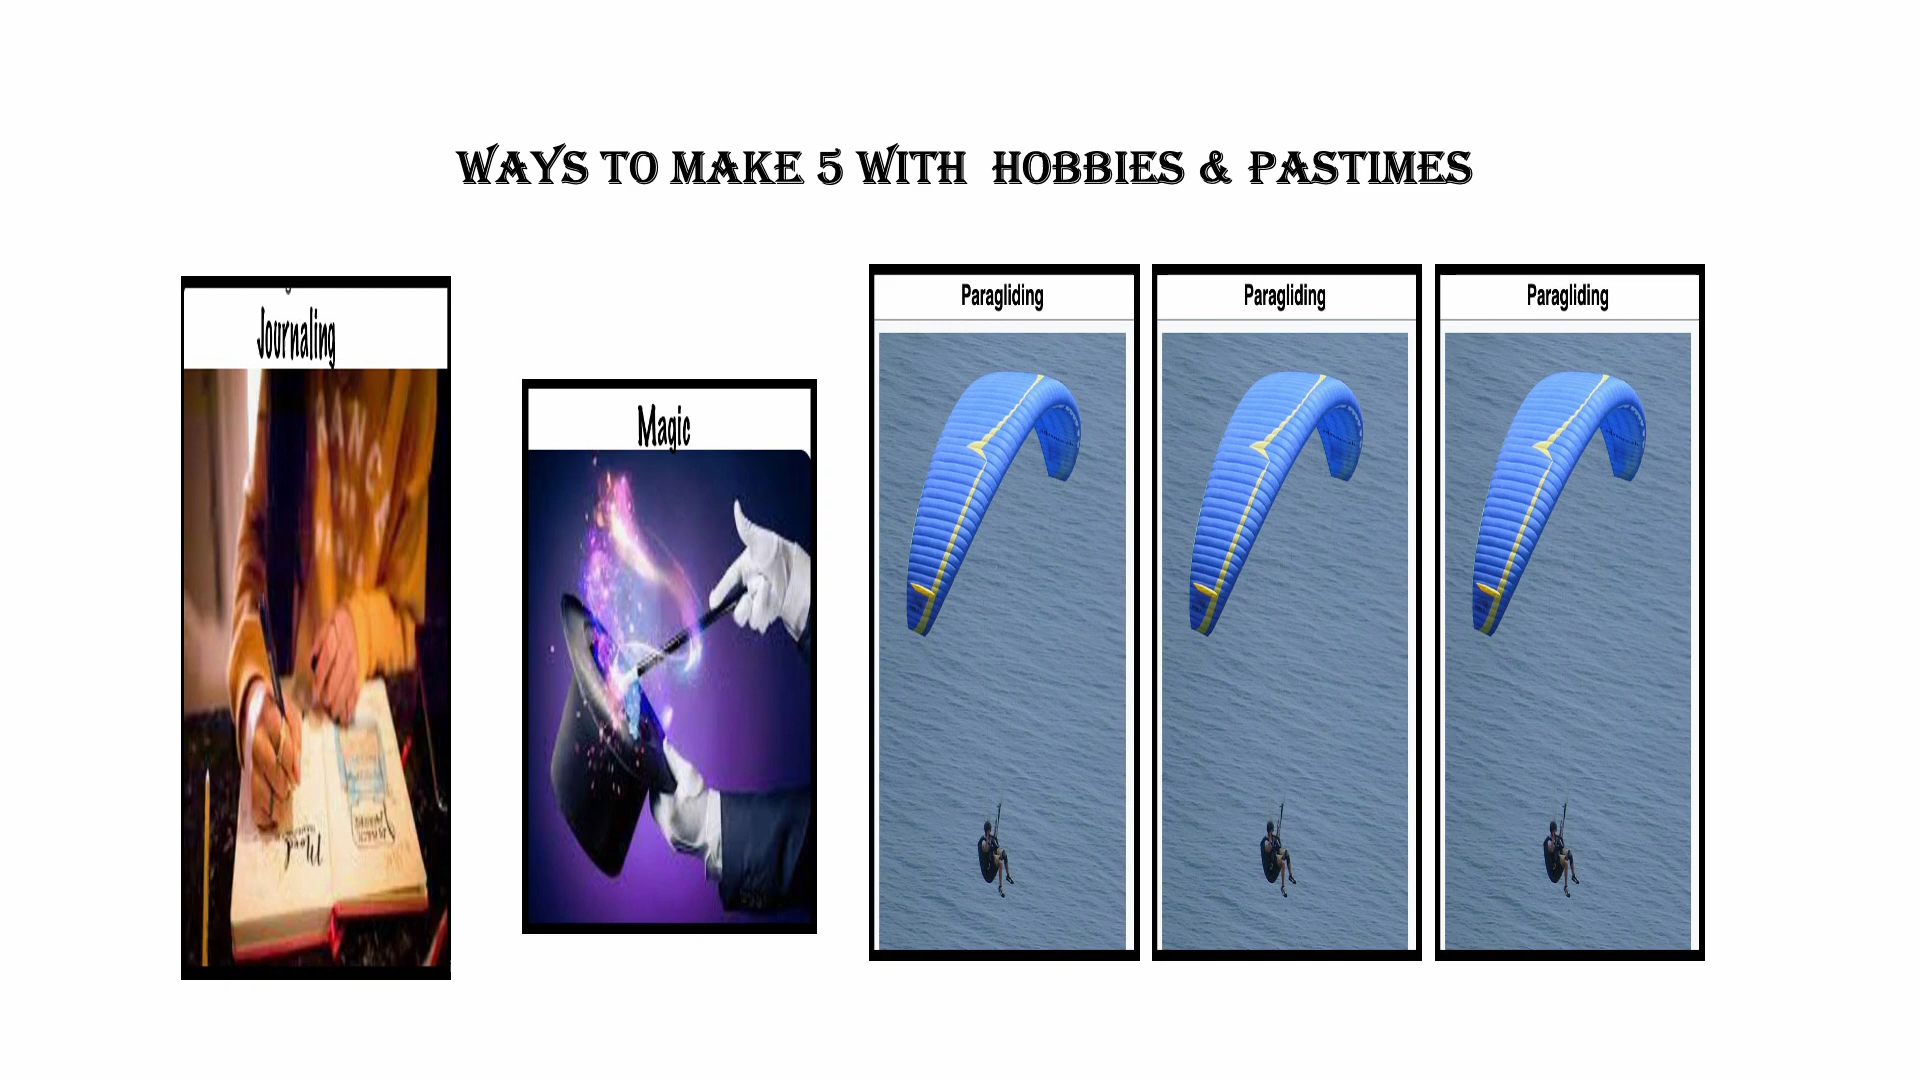 WAYS TO MAKE 5 WITH HOBBIES & PASTIMES
Journaling
Magic
Paragliding
Paragliding
Paragliding